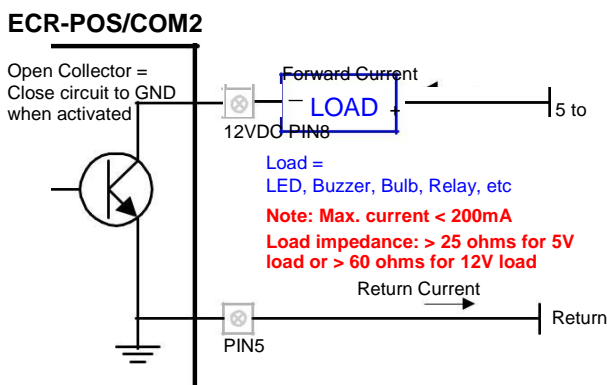 ECR-POS/COM2
Open Collector =
Close circuit to GND
when activated
Forward Current
− LOAD +
5 to
12VDC PIN8
Load =
LED, Buzzer, Bulb, Relay, etc
Note: Max. current < 200mA
Load impedance: > 25 ohms for 5V
load or > 60 ohms for 12V load
Return Current
Return
PIN5